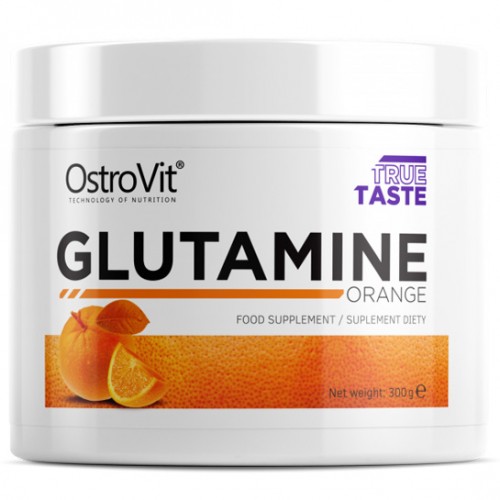 OstroVit®
TECHNOLOGY OF NUTRITION
TRUE
TASTE
GLUTAMINE
ORANGE
FOOD SUPPLEMENT / SUPLEMENT DIETY
Net weight: 300g℮